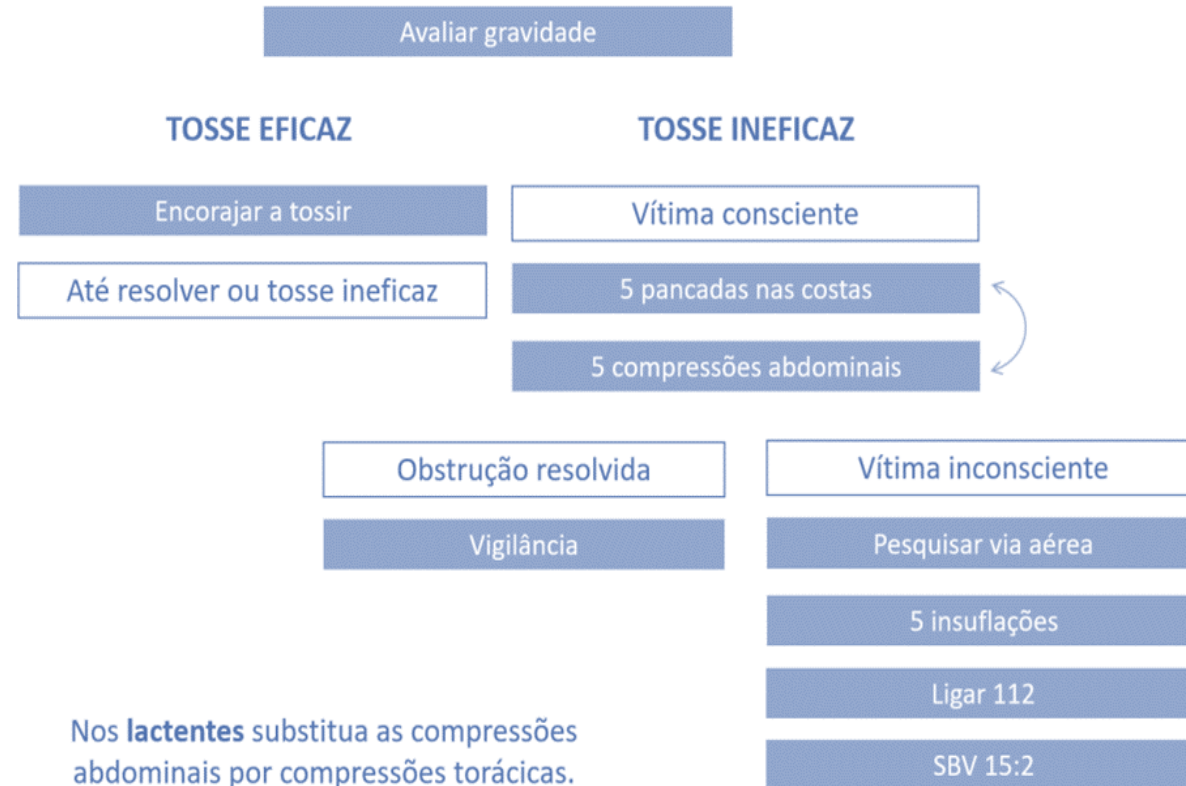 Avaliar gravidade
TOSSE EFICAZ
Encorajar a tossir
Até resolver ou tosse ineficaz
TOSSE INEFICAZ
Vítima consciente
5 pancadas nas costas
5 compressões abdominais
Obstrução resolvida
Vigilância
Vítima inconsciente
Pesquisar via aérea
5 insuflações
Ligar 112
SBV 15:2
Nos lactentes substitua as compressões
abdominais por compressões torácicas.